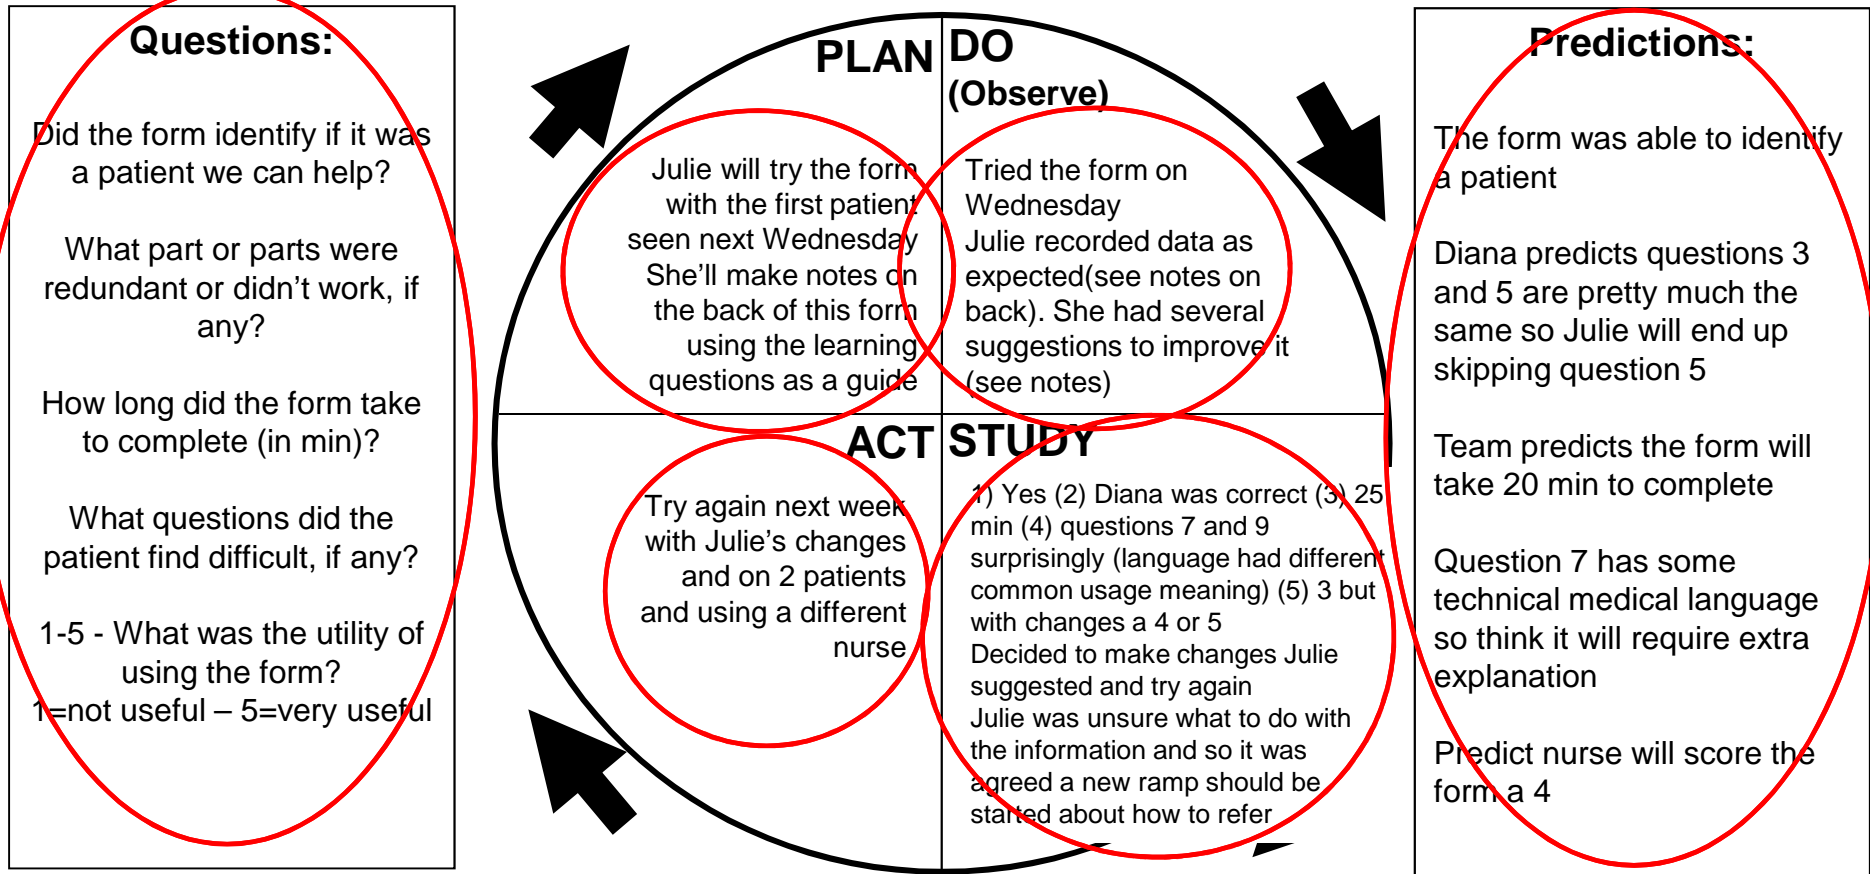 Questions:
Did the form identify if it was
a patient we can help?
What part or parts were
redundant or didn’t work, if
any?
How long did the form take
to complete (in min)?
What questions did the
patient find difficult, if any?
1-5 - What was the utility of
using the form?
1=not useful – 5=very useful
PLAN
Julie will try the form
with the first patient
seen next Wednesday
She’ll make notes on
the back of this form
using the learning
questions as a guide
DO
(Observe)
Tried the form on
Wednesday
Julie recorded data as
expected(see notes on
back). She had several
suggestions to improve it
(see notes)
ACT
Try again next week
with Julie’s changes
and on 2 patients
and using a different
nurse
STUDY
1) Yes (2) Diana was correct (3) 25
min (4) questions 7 and 9
surprisingly (language had different
common usage meaning) (5) 3 but
with changes a 4 or 5
Decided to make changes Julie
suggested and try again
Julie was unsure what to do with
the information and so it was
agreed a new ramp should be
started about how to refer
Predictions:
The form was able to identify
a patient
Diana predicts questions 3
and 5 are pretty much the
same so Julie will end up
skipping question 5
Team predicts the form will
take 20 min to complete
Question 7 has some
technical medical language
so think it will require extra
explanation
Predict nurse will score the
form a 4